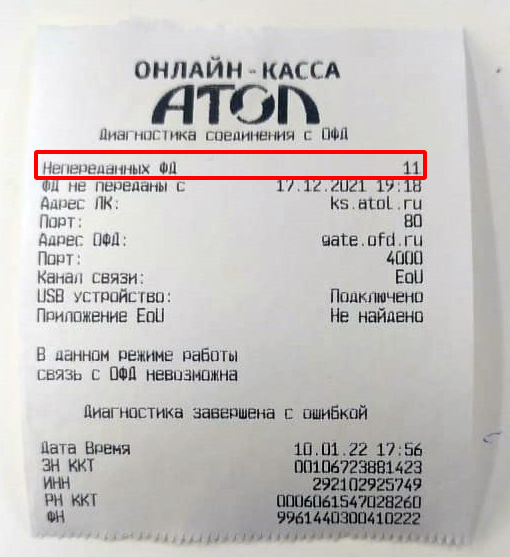 ОНЛАЙН-КАССА
АТОЛ
Диагностика соединения с ОФД
Непереданных ФД 11
ФД не переданы с 17.12.2021 19:18
Адрес ЛК: ks.atol.ru
Порт: 80
Адрес ОФД: gate.ofd.ru
Порт: 4000
Канал связи: EoU
USB устройство: Подключено
Приложение EoU Не найдено
В данном режиме работы
связь с ОФД невозможна
Диагностика завершена с ошибкой
Дата Время 10.01.22 17:56
ЗН ККТ 00106723881423
ИНН 292102925749
РН ККТ 0006061547028260
ФН 9961440300410222